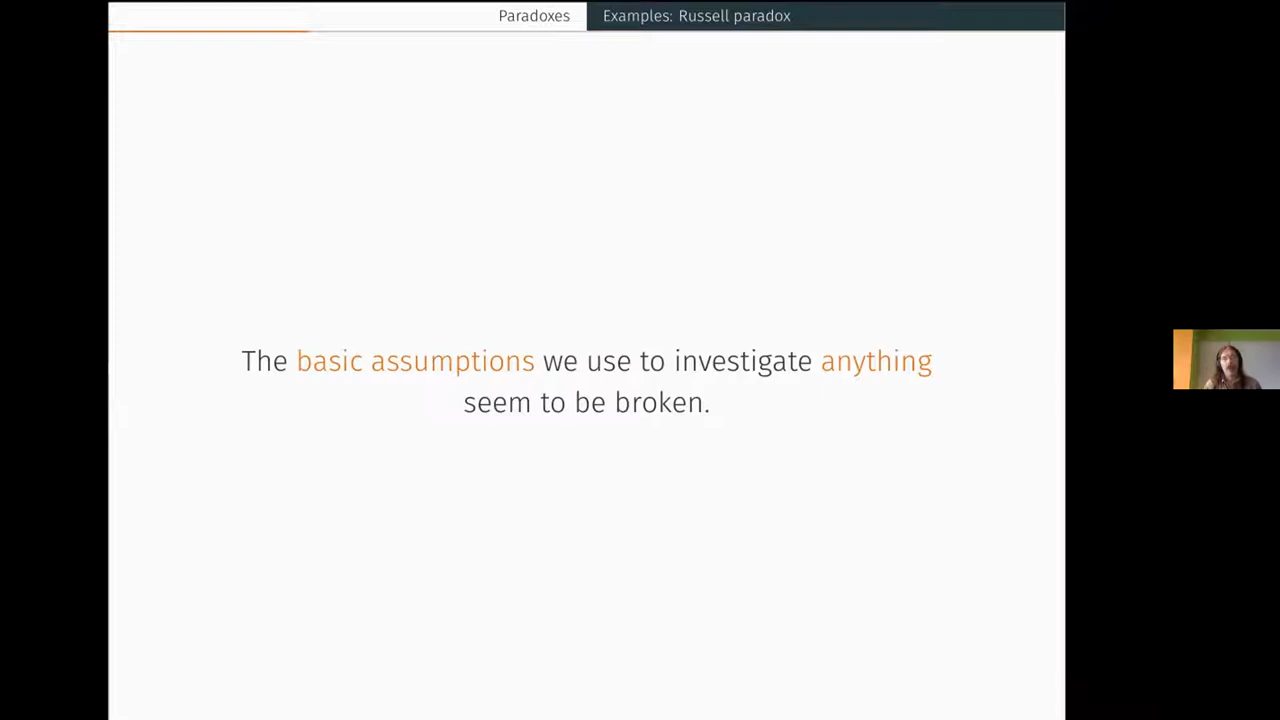 Paradoxes
Examples: Russell paradox
The basic assumptions we use to investigate anything
seem to be broken.